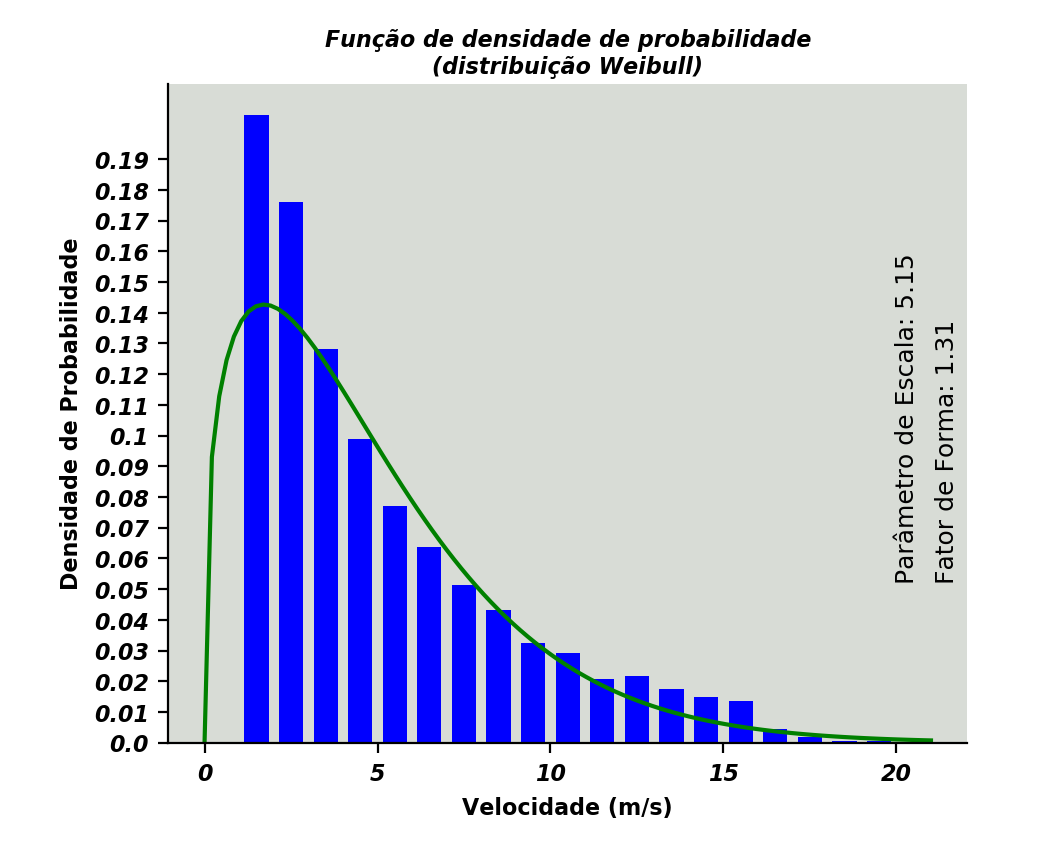 Função de densidade de probabilidade
(distribuição Weibull)
Densidade de Probabilidade
0.19
0.18
0.17
0.16
0.15
0.14
0.13
0.12
0.11
0.1
0.09
0.08
0.07
0.06
0.05
0.04
0.03
0.02
0.01
0.0
Parâmetro de Escala: 5.15
Fator de Forma: 1.31
0 5 10 15 20
Velocidade (m/s)